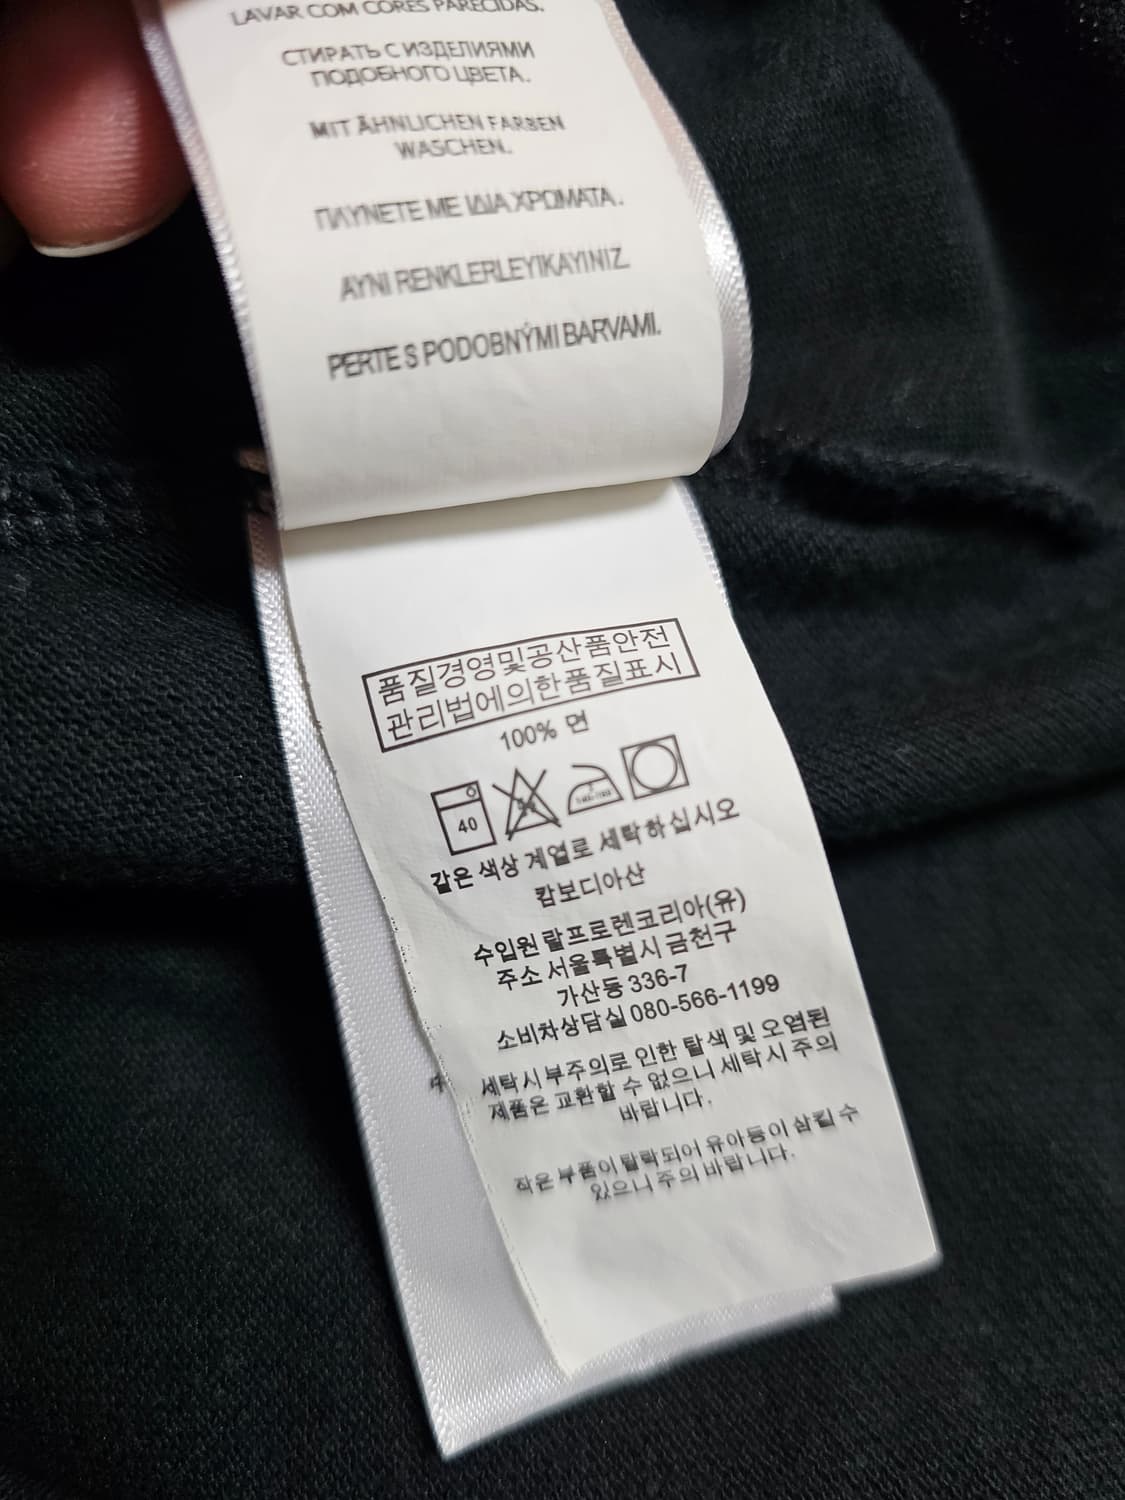 LAVAR COM CORES PARECIDAS.
СТИРАТЬ С ИЗДЕЛИЯМИ
ПОДОБНОГО ЦВЕТА.
MIT ÄHNLICHEN FARBEN
WASCHEN.
ΠΛΥΝΕΤΕ ΜΕ ΙΔΙΑ ΧΡΩΜΑΤΑ.
AYNI RENKLERLEYIKAYINIZ.
PERTE S PODOBNÝMI BARVAMI.
품질경영및공산품안전
관리법에의한품질표시
100% 면
40
같은 색상 계열로 세탁하십시오
캄보디아산
수입원 랄프로렌코리아(유)
주소 서울특별시 금천구
가산동 336-7
소비자상담실 080-566-1199
세탁시 부주의로 인한 탈색 및 오염된
제품은 교환할 수 없으니 세탁시 주의
바랍니다.
작은 부품이 탈락되어 유아등이 삼킬 수
있으니 주의 바랍니다.